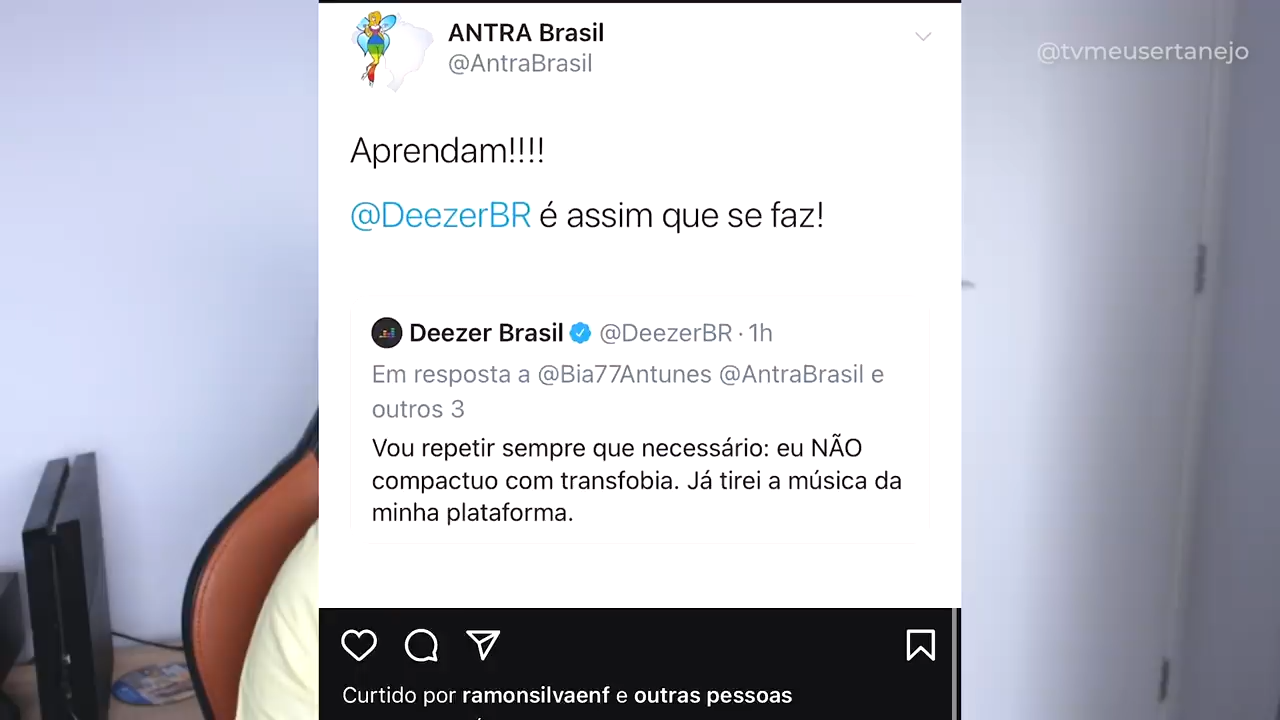 ANTRA Brasil
@AntraBrasil
@tvmeusertanejo
Aprendam!!!!
@DeezerBR é assim que se faz!
Deezer Brasil @DeezerBR · 1h
Em resposta a @Bia77Antunes @AntraBrasil e
outros 3
Vou repetir sempre que necessário: eu NÃO
compactuo com transfobia. Já tirei a música da
minha plataforma.
Curtido por ramonsilvaenf e outras pessoas